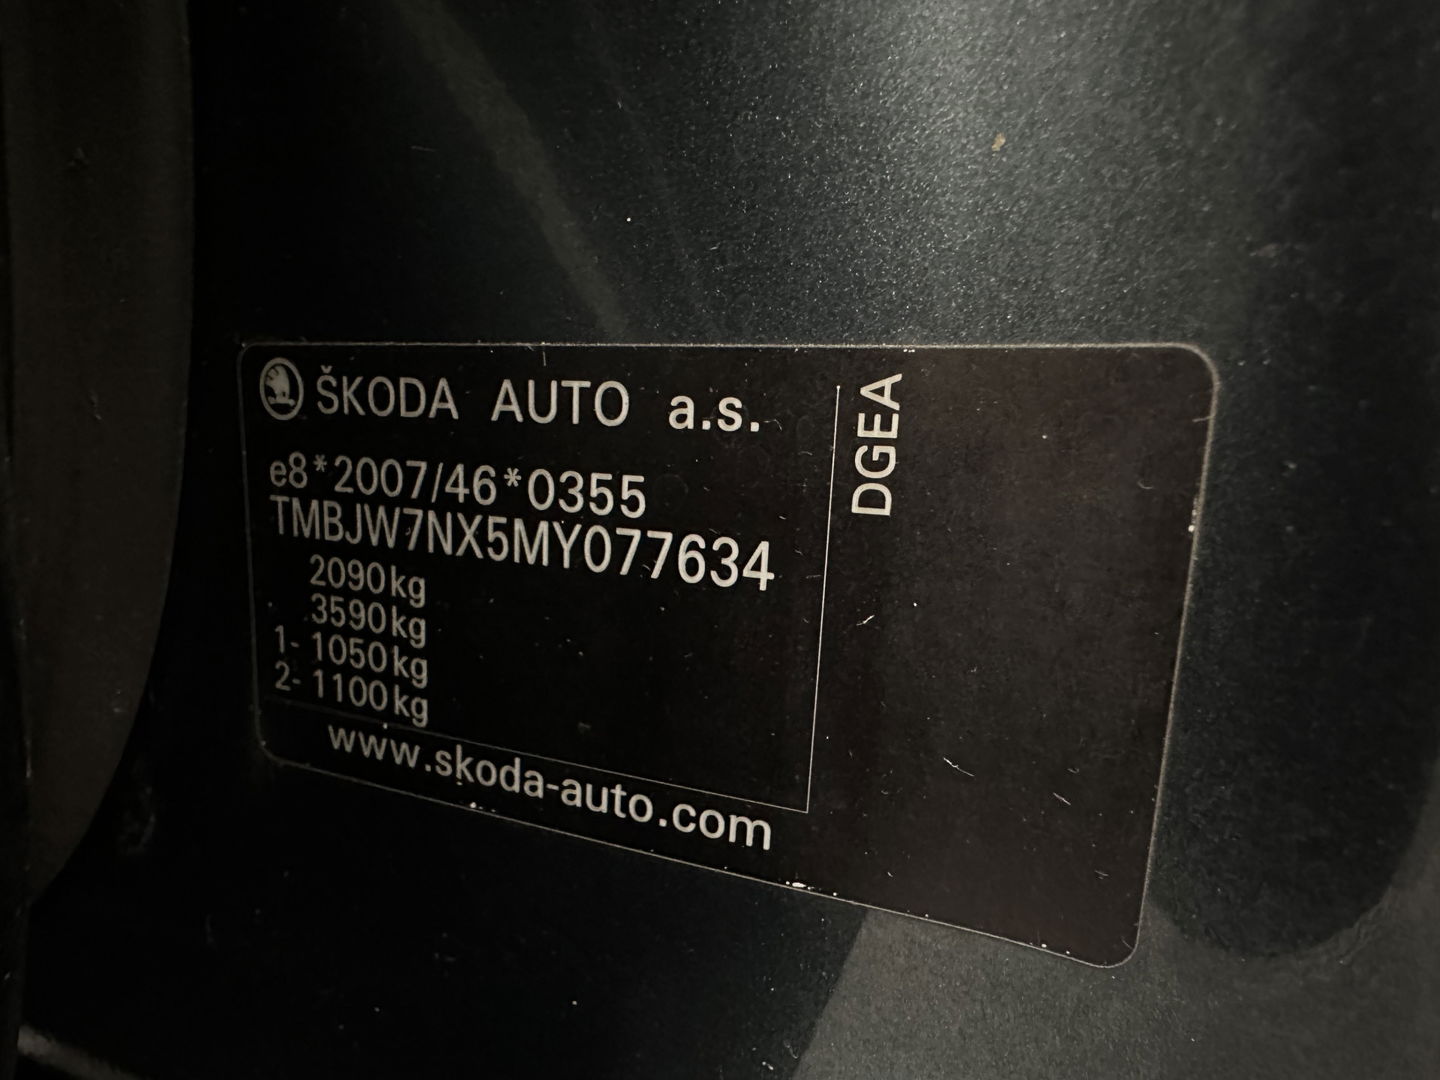 ŠKODA AUTO a.s.
e8*2007/46*0355
TMBJW7NX5MY077634
2090kg
3590kg
1- 1050kg
2- 1100kg
www.skoda-auto.com
DGEA